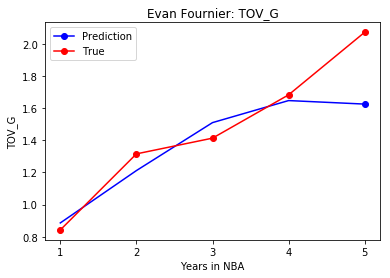 Evan Fournier: TOV_G
Prediction
True
TOV_G
2.0
1.8
1.6
1.4
1.2
1.0
0.8
1 2 3 4 5
Years in NBA